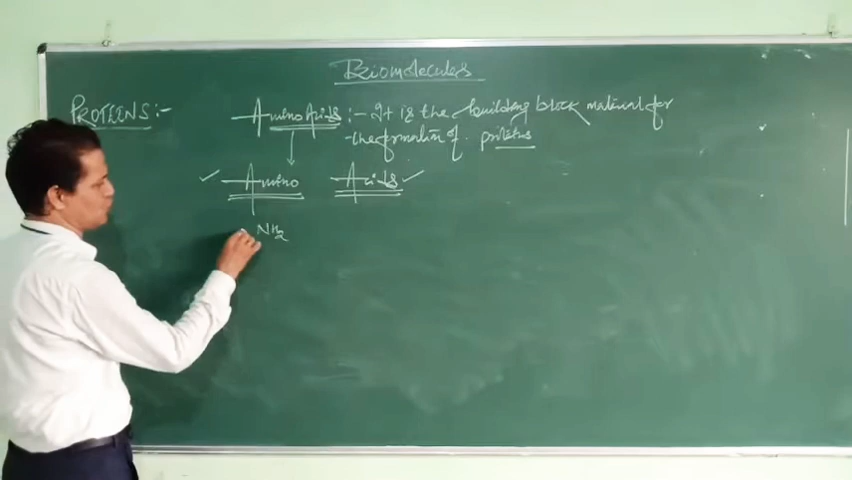 Biomolecules
PROTEINS:-
Amino Acids :- It is the building block material for
the formation of proteins
Amino Acids
NH2